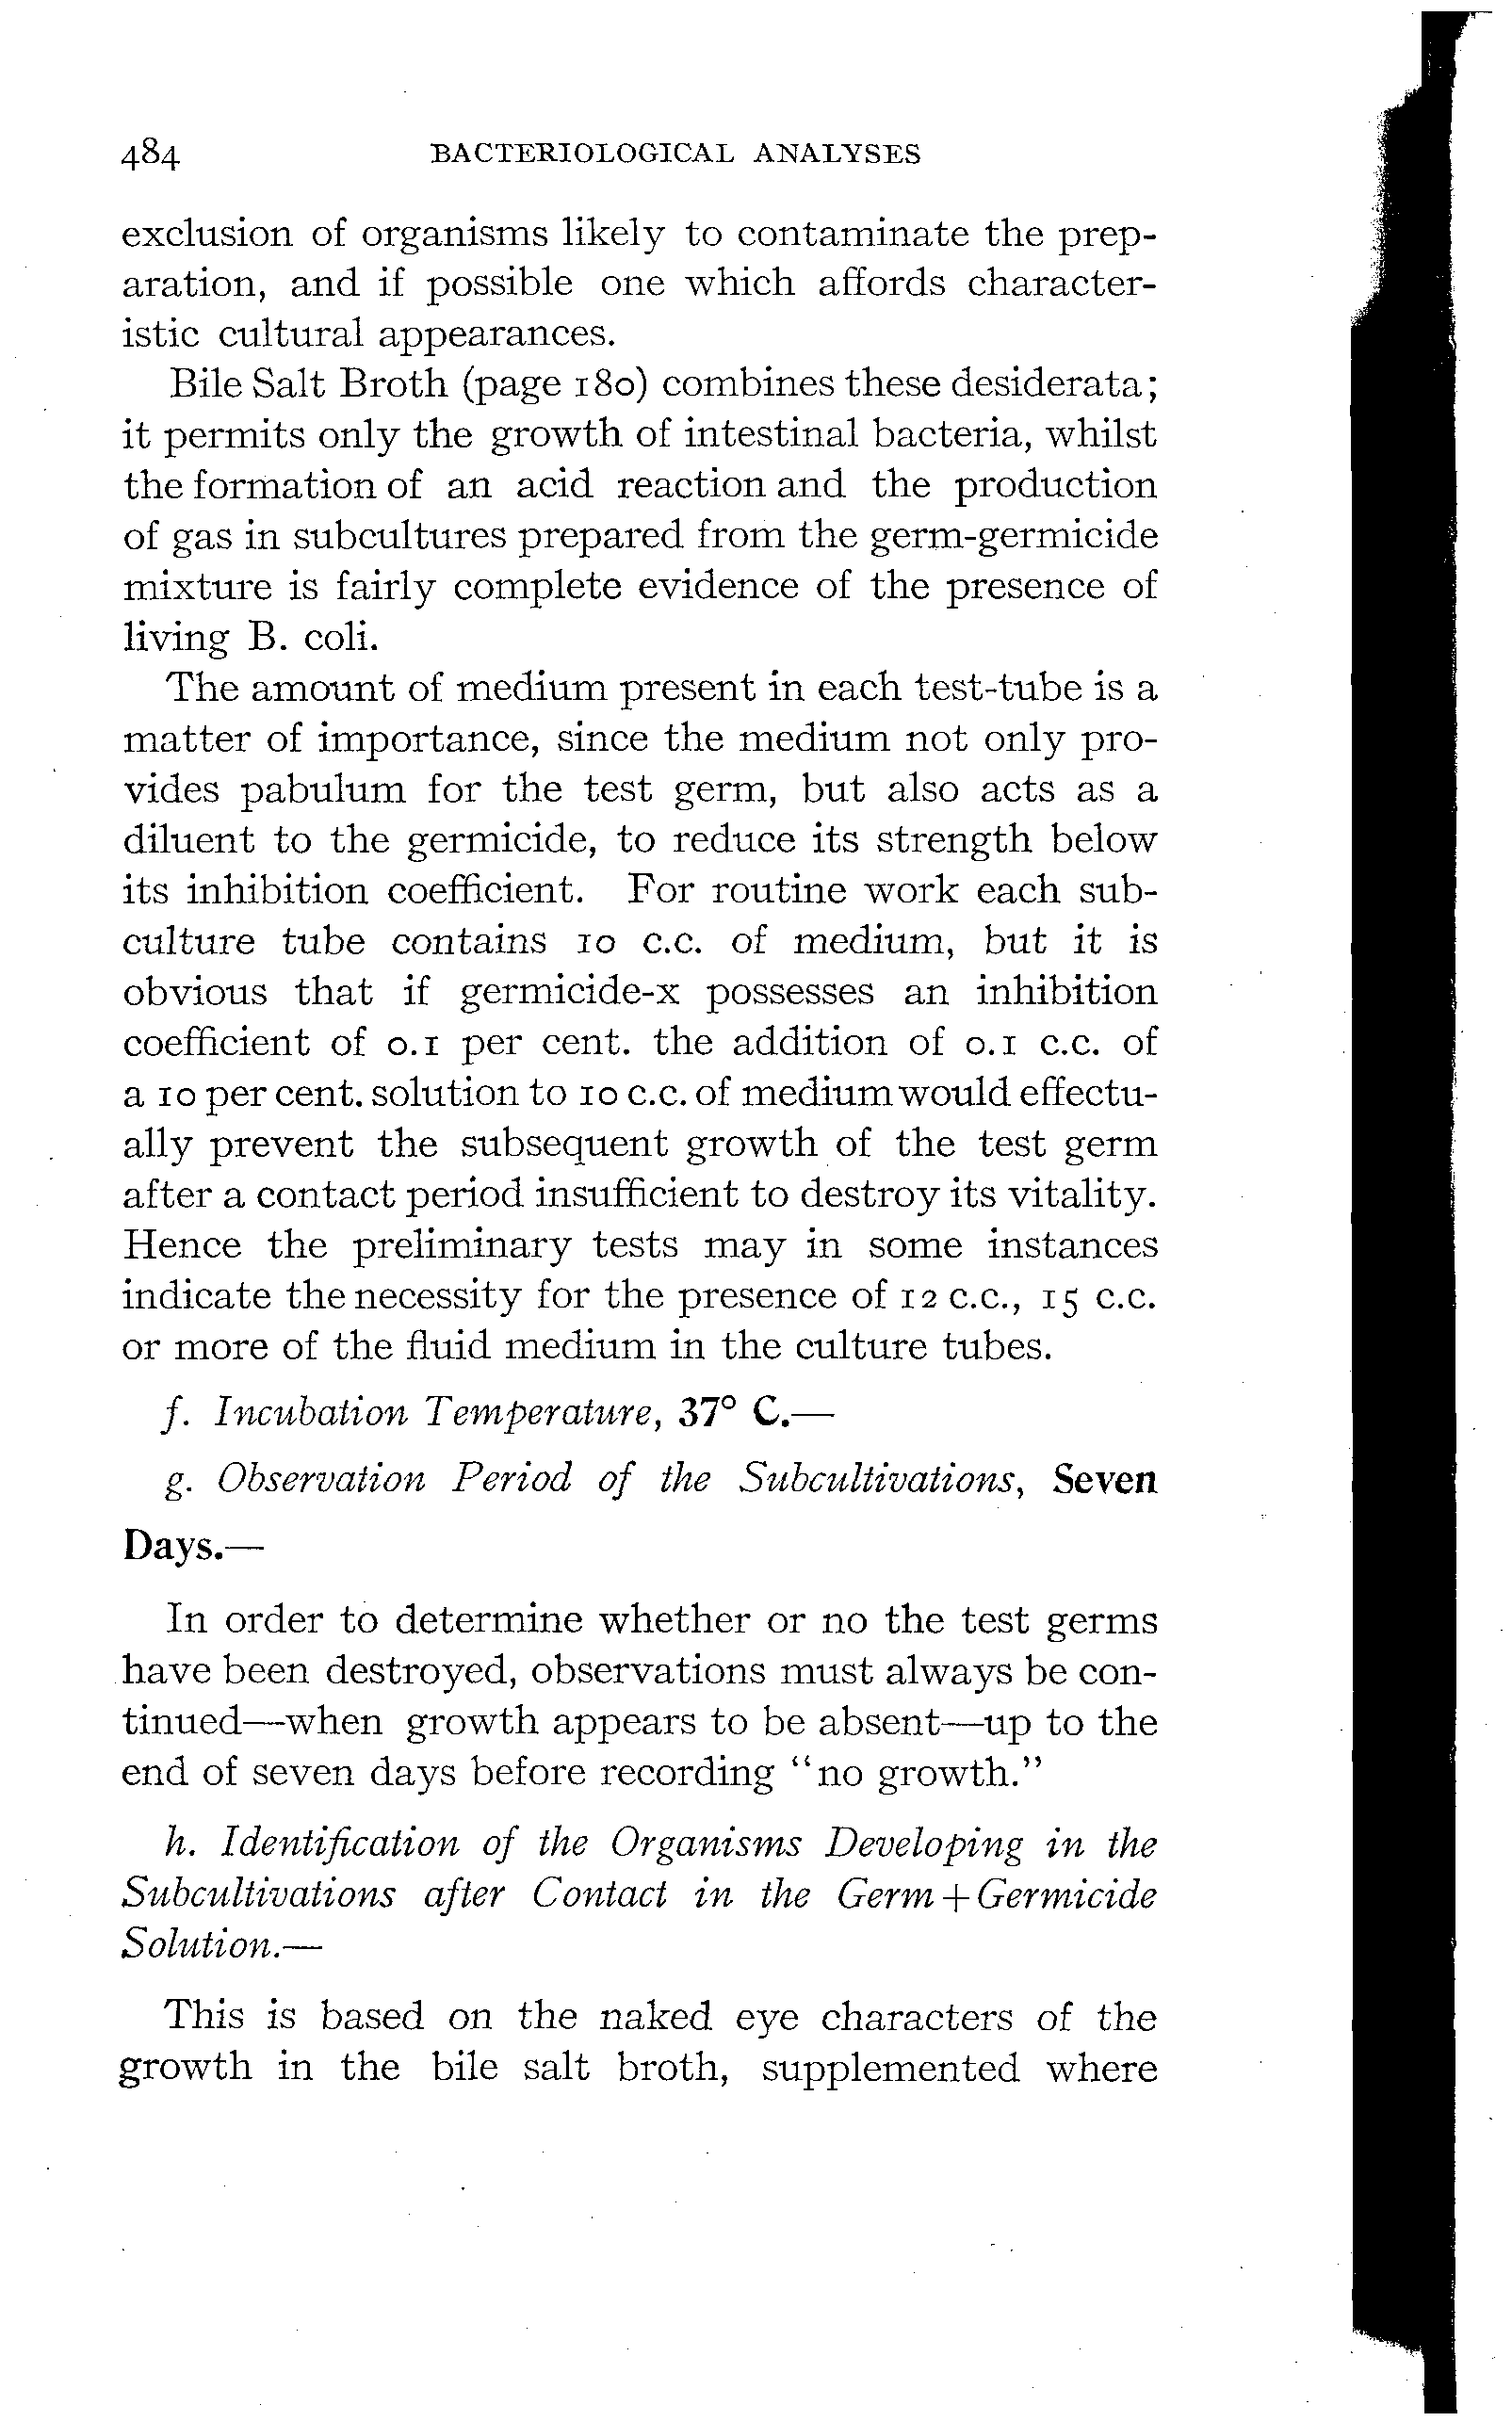 484 BACTERIOLOGICAL ANALYSES
exclusion of organisms likely to contaminate the prep-
aration, and if possible one which affords character-
istic cultural appearances.
Bile Salt Broth (page 180) combines these desiderata;
it permits only the growth of intestinal bacteria, whilst
the formation of an acid reaction and the production
of gas in subcultures prepared from the germ-germicide
mixture is fairly complete evidence of the presence of
living B. coli.
The amount of medium present in each test-tube is a
matter of importance, since the medium not only pro-
vides pabulum for the test germ, but also acts as a
diluent to the germicide, to reduce its strength below
its inhibition coefficient. For routine work each sub-
culture tube contains 10 c.c. of medium, but it is
obvious that if germicide-x possesses an inhibition
coefficient of 0.1 per cent. the addition of 0.1 c.c. of
a 10 per cent. solution to 10 c.c. of medium would effectu-
ally prevent the subsequent growth of the test germ
after a contact period insufficient to destroy its vitality.
Hence the preliminary tests may in some instances
indicate the necessity for the presence of 12 c.c., 15 c.c.
or more of the fluid medium in the culture tubes.
f. Incubation Temperature, 37° C.—
g. Observation Period of the Subcultivations, Seven
Days.—
In order to determine whether or no the test germs
have been destroyed, observations must always be con-
tinued—when growth appears to be absent—up to the
end of seven days before recording "no growth."
h. Identification of the Organisms Developing in the
Subcultivations after Contact in the Germ + Germicide
Solution.—
This is based on the naked eye characters of the
growth in the bile salt broth, supplemented where